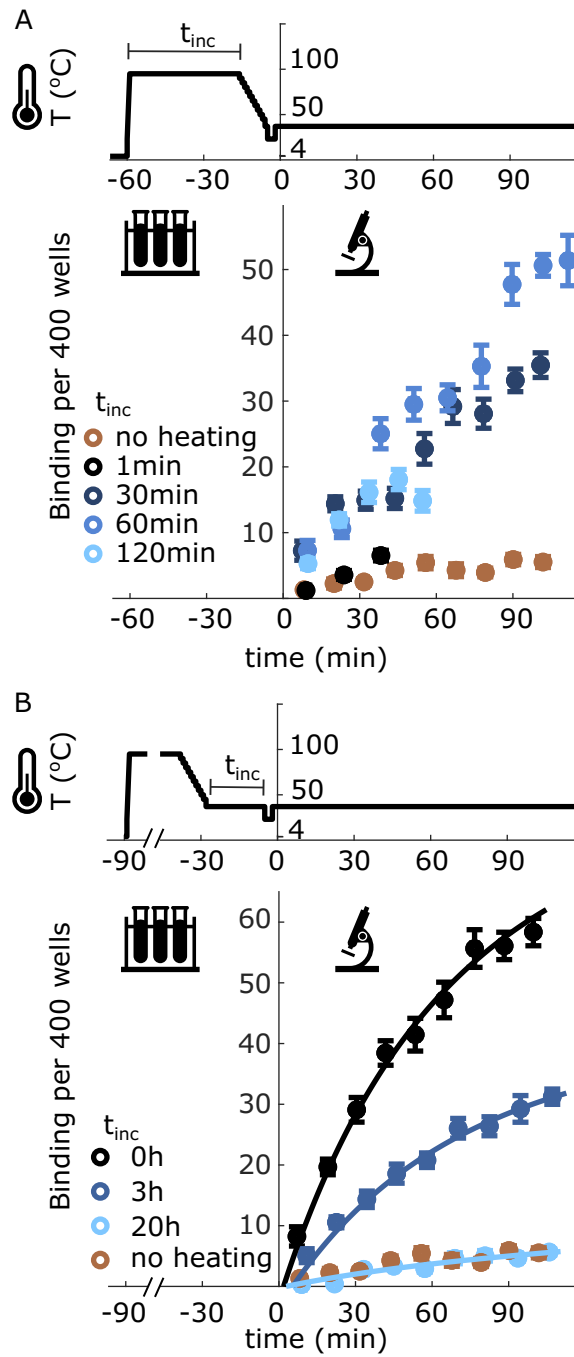 A
t_inc
T (°C)
100
50
4
-60 -30 0 30 60 90
Binding per 400 wells
50
40
30
20
10
t_inc
no heating
1min
30min
60min
120min
-60 -30 0 30 60 90
time (min)
B
T (°C)
100
50
4
t_inc
-90 -30 0 30 60 90
Binding per 400 wells
60
50
40
30
20
10
t_inc
0h
3h
20h
no heating
-90 -30 0 30 60 90
time (min)